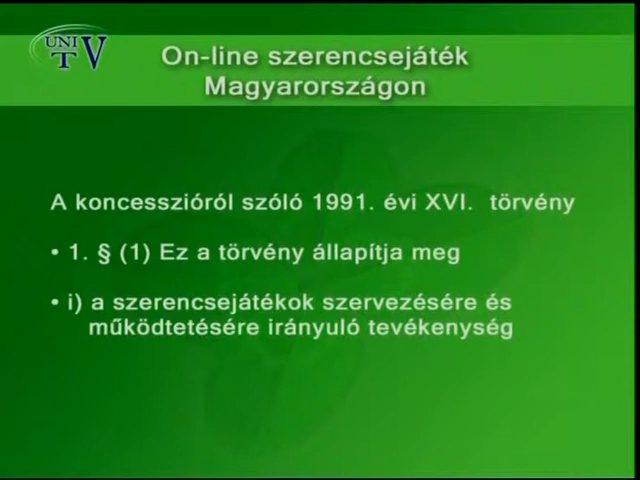 UNI
TV
On-line szerencsejáték
Magyarországon
A koncesszióról szóló 1991. évi XVI. törvény
• 1. § (1) Ez a törvény állapítja meg
• i) a szerencsejátékok szervezésére és
működtetésére irányuló tevékenység